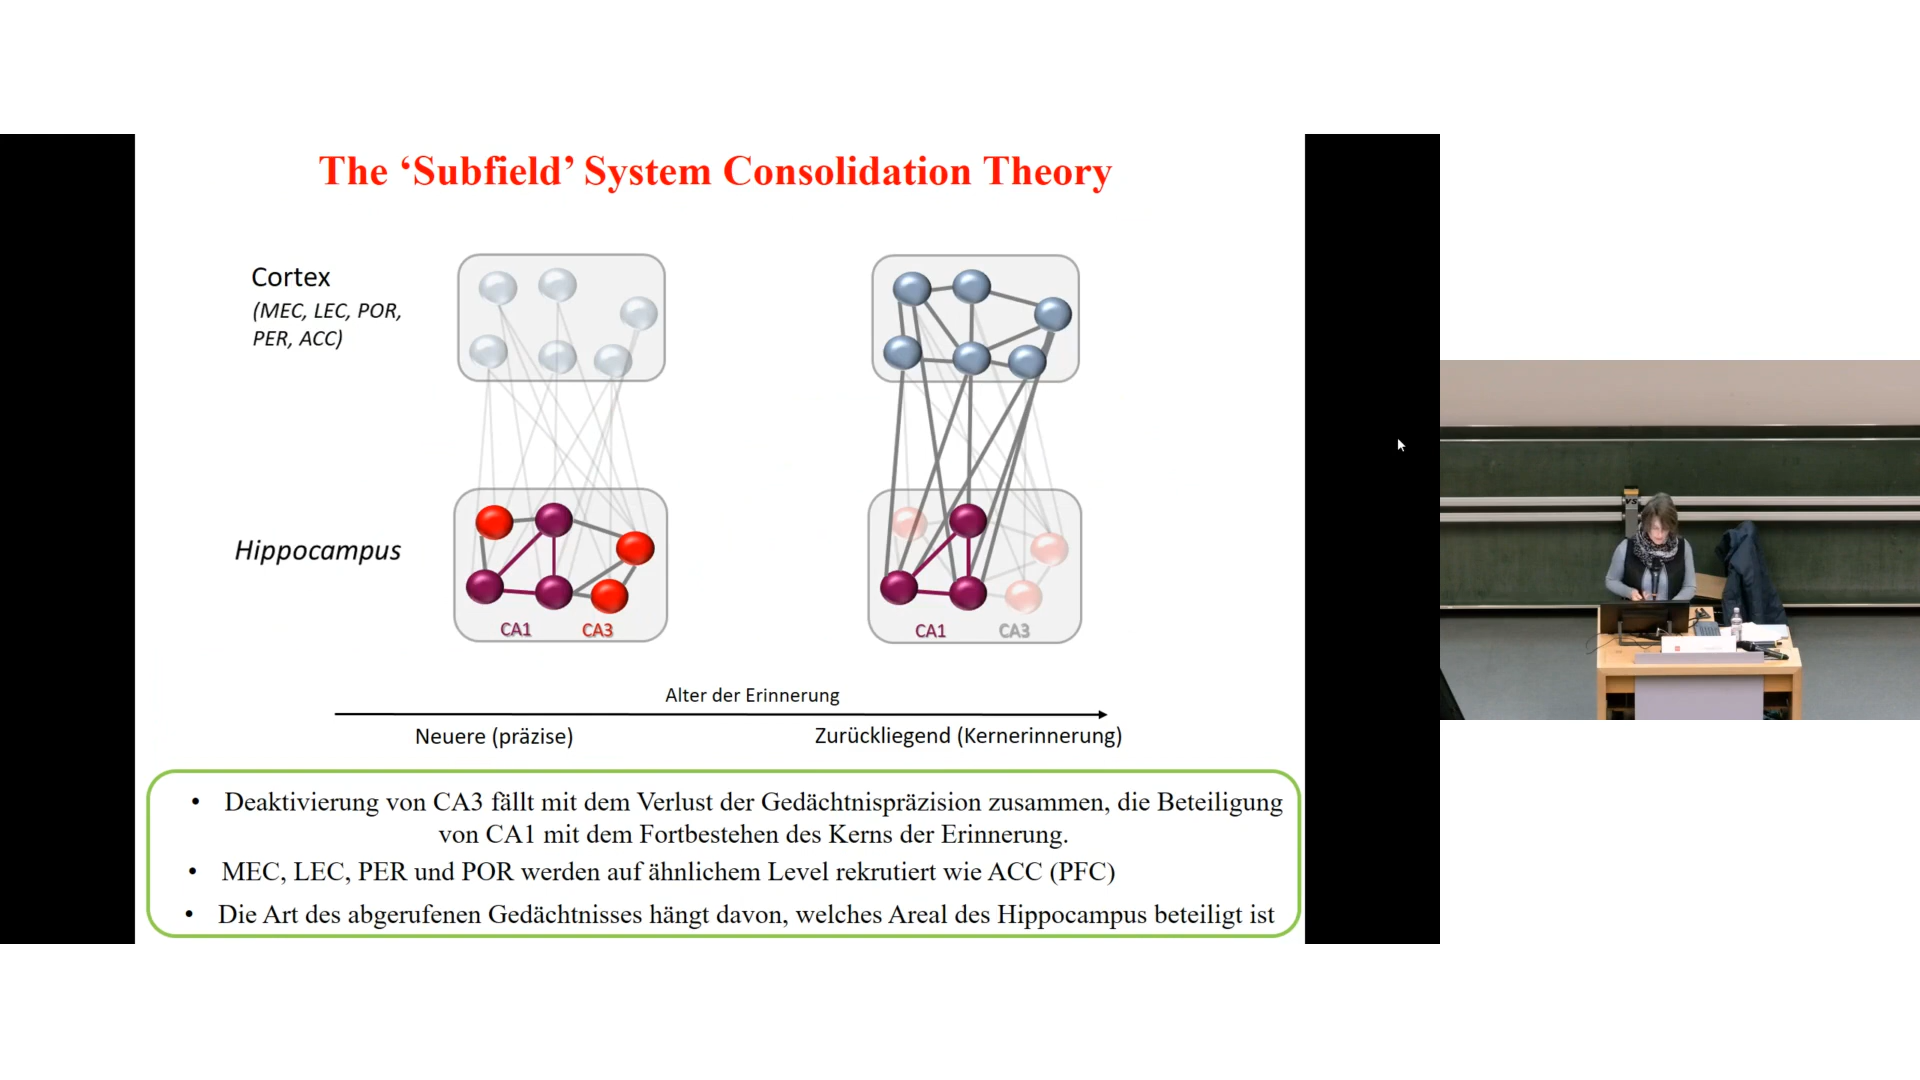 The ‘Subfield’ System Consolidation Theory
Cortex
(MEC, LEC, POR,
PER, ACC)
Hippocampus
CA1
CA3
CA1
CA3
Alter der Erinnerung
Neuere (präzise)
Zurückliegend (Kernerinnerung)
• Deaktivierung von CA3 fällt mit dem Verlust der Gedächtnispräzision zusammen, die Beteiligung
von CA1 mit dem Fortbestehen des Kerns der Erinnerung.
• MEC, LEC, PER und POR werden auf ähnlichem Level rekrutiert wie ACC (PFC)
• Die Art des abgerufenen Gedächtnisses hängt davon, welches Areal des Hippocampus beteiligt ist